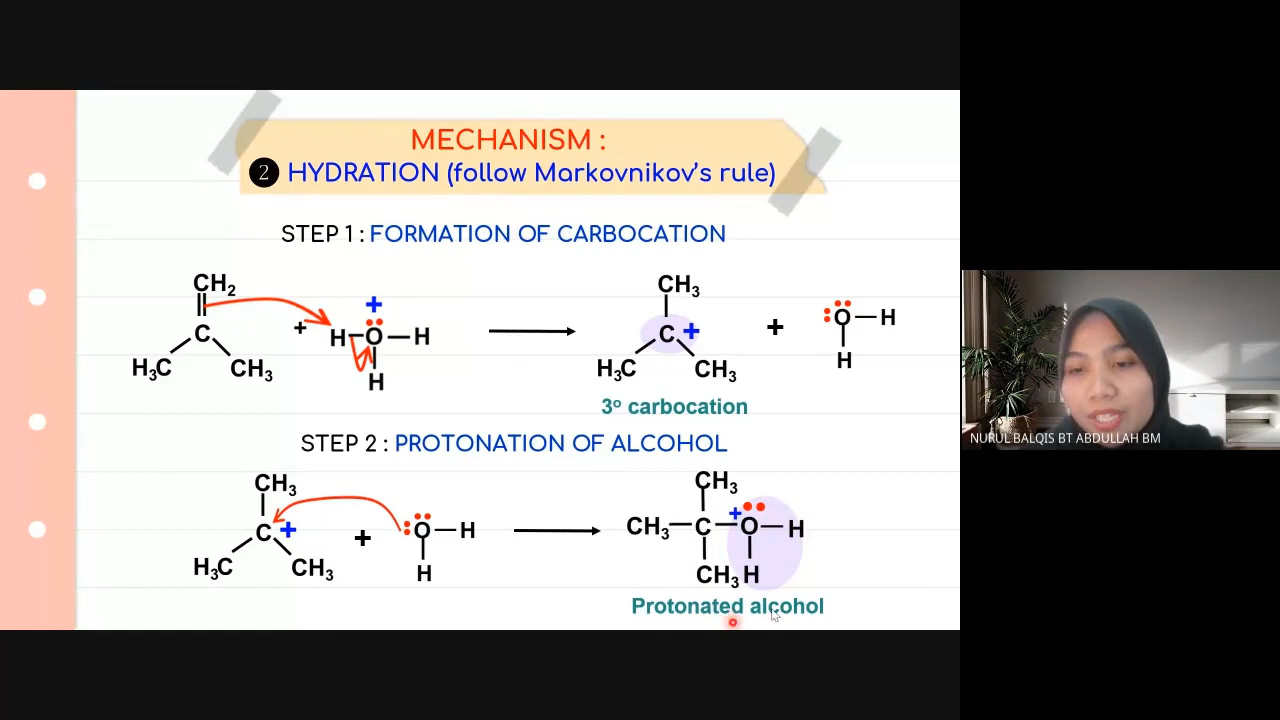 MECHANISM :
2 HYDRATION (follow Markovnikov's rule)
STEP 1 : FORMATION OF CARBOCATION
CH₂
C
H₃C CH₃
+
+
H O H
H
CH₃
C +
H₃C CH₃
+
O H
H
3º carbocation
STEP 2 : PROTONATION OF ALCOHOL
CH₃
C +
H₃C CH₃
+
O H
H
CH₃
CH₃ C + O H
CH₃ H
Protonated alcohol
NURUL BALQIS BT ABDULLAH BM